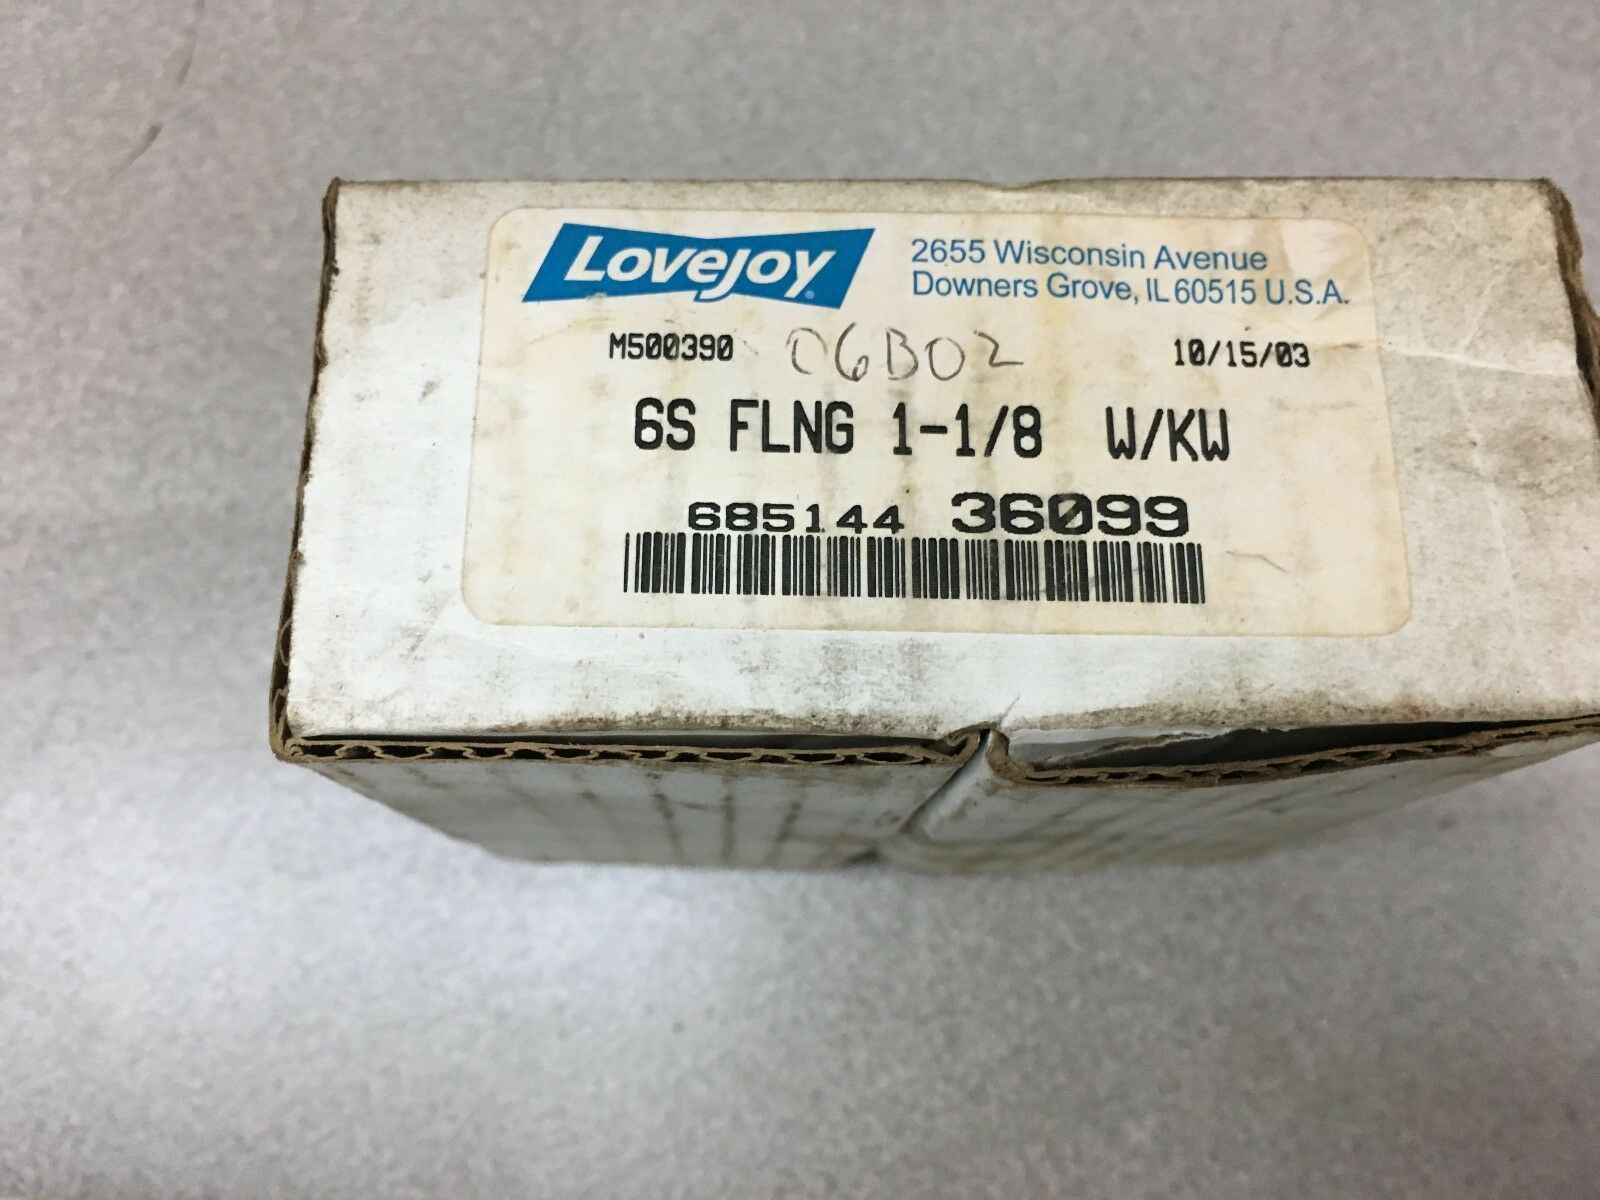 Lovejoy®
2655 Wisconsin Avenue
Downers Grove, IL 60515 U.S.A.
M500390 06B02 10/15/03
6S FLNG 1-1/8 W/KW
685144 36099